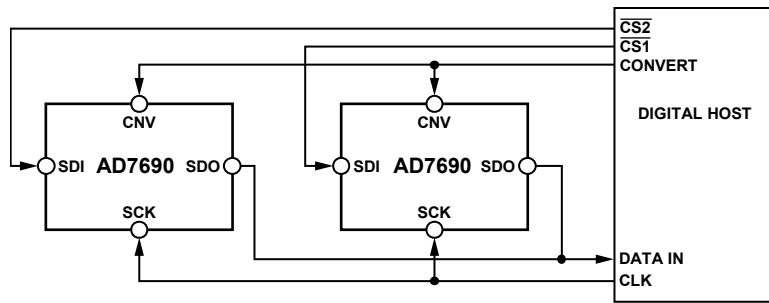 CS2
CS1
CONVERT
DIGITAL HOST
CNV
CNV
SDI AD7690 SDO
SDI AD7690 SDO
SCK
SCK
DATA IN
CLK